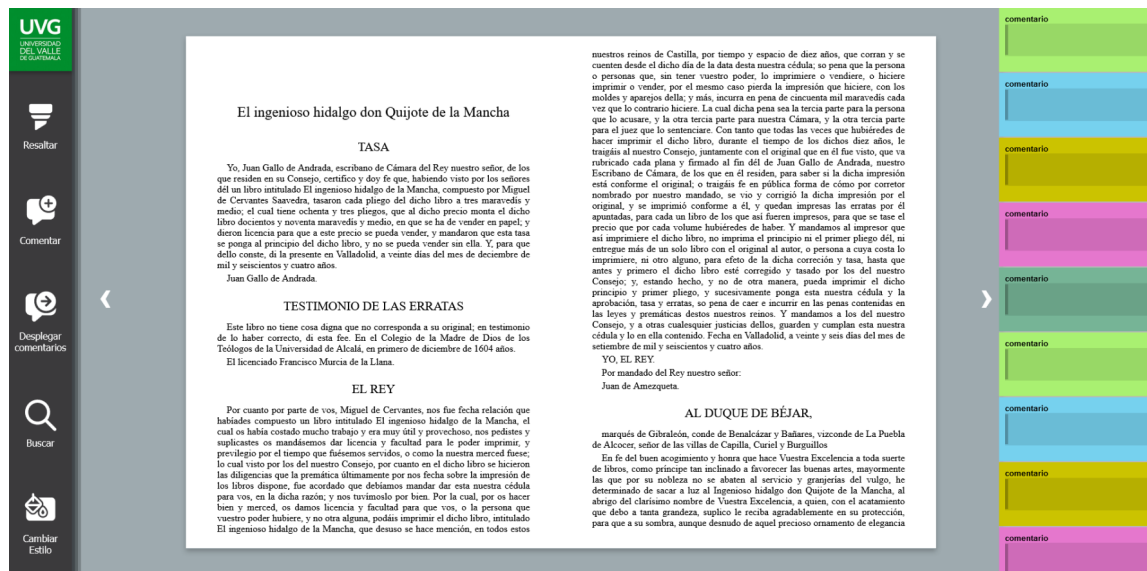 UVG
UNIVERSIDAD
DEL VALLE
DE GUATEMALA
Resaltar
Comentar
Desplegar
comentarios
Buscar
Cambiar
Estilo
El ingenioso hidalgo don Quijote de la Mancha
TASA
Yo, Juan Gallo de Andrada, escribano de Cámara del Rey nuestro señor, de los
que residen en su Consejo, certifico y doy fe que, habiendo visto por los señores
dél un libro intitulado El ingenioso hidalgo de la Mancha, compuesto por Miguel
de Cervantes Saavedra, tasaron cada pliego del dicho libro a tres maravedís y
medio; el cual tiene ochenta y tres pliegos, que al dicho precio monta el dicho
libro docientos y noventa maravedís y medio, en que se ha de vender en papel; y
dieron licencia para que a este precio se pueda vender, y mandaron que esta tasa
se ponga al principio del dicho libro, y no se pueda vender sin ella. Y, para que
dello conste, di la presente en Valladolid, a veinte días del mes de deciembre de
mil y seiscientos y cuatro años.
Juan Gallo de Andrada.
TESTIMONIO DE LAS ERRATAS
Este libro no tiene cosa digna que no corresponda a su original; en testimonio
de lo haber correcto, di esta fee. En el Colegio de la Madre de Dios de los
Teólogos de la Universidad de Alcalá, en primero de diciembre de 1604 años.
El licenciado Francisco Murcia de la Llana.
EL REY
Por cuanto por parte de vos, Miguel de Cervantes, nos fue fecha relación que
habíades compuesto un libro intitulado El ingenioso hidalgo de la Mancha, el
cual os había costado mucho trabajo y era muy útil y provechoso, nos pedistes y
suplicastes os mandásemos dar licencia y facultad para le poder imprimir, y
previlegio por el tiempo que fuésemos servidos, o como la nuestra merced fuese;
lo cual visto por los del nuestro Consejo, por cuanto en el dicho libro se hicieron
las diligencias que la premática últimamente por nos fecha sobre la impresión de
los libros dispone, fue acordado que debíamos mandar dar esta nuestra cédula
para vos, en la dicha razón; y nos tuvímoslo por bien. Por la cual, por os hacer
bien y merced, os damos licencia y facultad para que vos, o la persona que
vuestro poder hubiere, y no otra alguna, podáis imprimir el dicho libro, intitulado
El ingenioso hidalgo de la Mancha, que desuso se hace mención, en todos estos
nuestros reinos de Castilla, por tiempo y espacio de diez años, que corran y se
cuenten desde el dicho día de la data desta nuestra cédula; so pena que la persona
o personas que, sin tener vuestro poder, lo imprimiere o vendiere, o hiciere
imprimir o vender, por el mesmo caso pierda la impresión que hiciere, con los
moldes y aparejos della; y más, incurra en pena de cincuenta mil maravedís cada
vez que lo contrario hiciere. La cual dicha pena sea la tercia parte para la persona
que lo acusare, y la otra tercia parte para nuestra Cámara, y la otra tercia parte
para el juez que lo sentenciare. Con tanto que todas las veces que hubiéredes de
hacer imprimir el dicho libro, durante el tiempo de los dichos diez años, le
traigáis al nuestro Consejo, juntamente con el original que en él fue visto, que va
rubricado cada plana y firmado al fin dél de Juan Gallo de Andrada, nuestro
Escribano de Cámara, de los que en él residen, para saber si la dicha impresión
está conforme el original; o traigáis fe en pública forma de cómo por corretor
nombrado por nuestro mandado, se vio y corrigió la dicha impresión por el
original, y se imprimió conforme a él, y quedan impresas las erratas por él
apuntadas, para cada un libro de los que así fueren impresos, para que se tase el
precio que por cada volume hubiéredes de haber. Y mandamos al impresor que
así imprimiere el dicho libro, no imprima el principio ni el primer pliego dél, ni
entregue más de un solo libro con el original al autor, o persona a cuya costa lo
imprimiere, ni otro alguno, para efeto de la dicha correción y tasa, hasta que
antes y primero el dicho libro esté corregido y tasado por los del nuestro
Consejo; y, estando hecho, y no de otra manera, pueda imprimir el dicho
principio y primer pliego, y sucesivamente ponga esta nuestra cédula y la
aprobación, tasa y erratas, so pena de caer e incurrir en las penas contenidas en
las leyes y premáticas destos nuestros reinos. Y mandamos a los del nuestro
Consejo, y a otras cualesquier justicias dellos, guarden y cumplan esta nuestra
cédula y lo en ella contenido. Fecha en Valladolid, a veinte y seis días del mes de
setiembre de mil y seiscientos y cuatro años.
YO, EL REY.
Por mandado del Rey nuestro señor:
Juan de Amezqueta.
AL DUQUE DE BÉJAR,
marqués de Gibraleón, conde de Benalcázar y Bañares, vizconde de La Puebla
de Alcocer, señor de las villas de Capilla, Curiel y Burguillos
En fe del buen acogimiento y honra que hace Vuestra Excelencia a toda suerte
de libros, como príncipe tan inclinado a favorecer las buenas artes, mayormente
las que por su nobleza no se abaten al servicio y granjerías del vulgo, he
determinado de sacar a luz al Ingenioso hidalgo don Quijote de la Mancha, al
abrigo del clarísimo nombre de Vuestra Excelencia, a quien, con el acatamiento
que debo a tanta grandeza, suplico le reciba agradablemente en su protección,
para que a su sombra, aunque desnudo de aquel precioso ornamento de elegancia
comentario
comentario
comentario
comentario
comentario
comentario
comentario
comentario
comentario